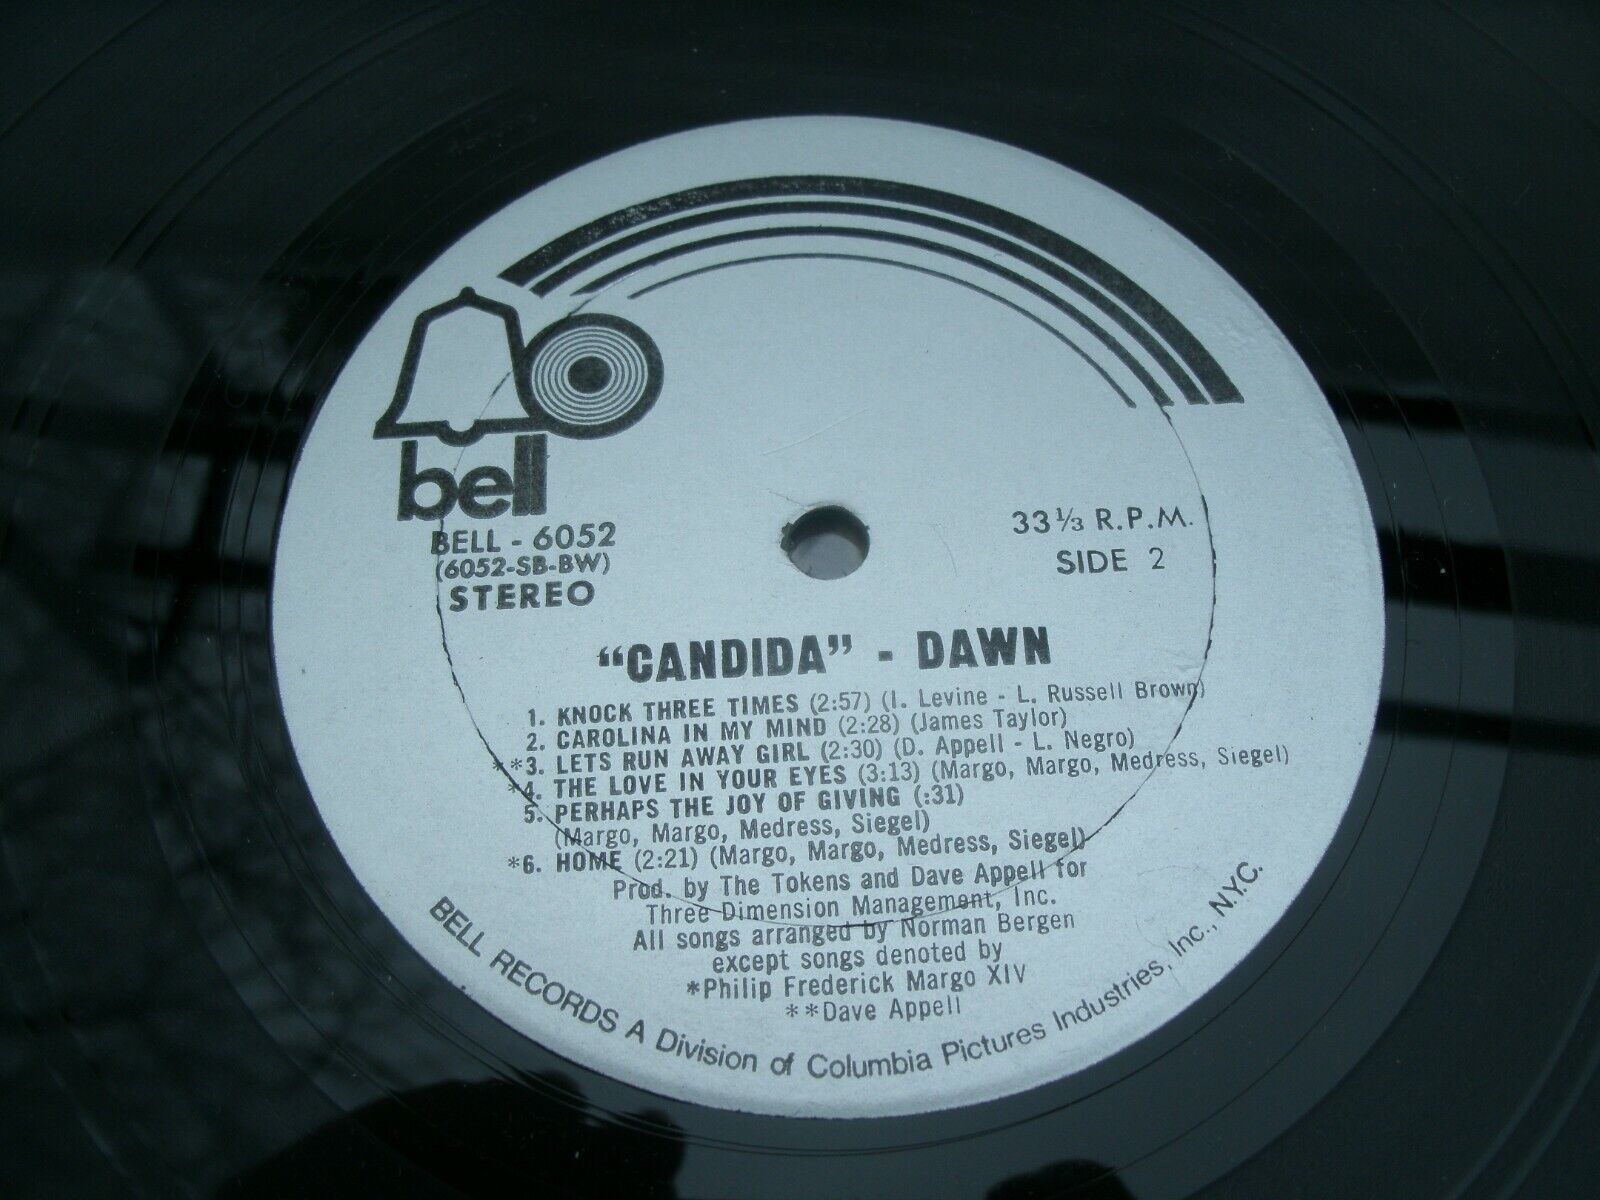 bell
BELL - 6052
(6052-SB-BW)
STEREO
33 1/3 R.P.M.
SIDE 2
“CANDIDA” - DAWN
1. KNOCK THREE TIMES (2:57) (I. Levine - L. Russell Brown)
2. CAROLINA IN MY MIND (2:28) (James Taylor)
**3. LETS RUN AWAY GIRL (2:30) (D. Appell - L. Negro)
*4. THE LOVE IN YOUR EYES (3:13) (Margo, Margo, Medress, Siegel)
5. PERHAPS THE JOY OF GIVING (:31)
(Margo, Margo, Medress, Siegel)
*6. HOME (2:21) (Margo, Margo, Medress, Siegel)
Prod. by The Tokens and Dave Appell for
Three Dimension Management, Inc.
All songs arranged by Norman Bergen
except songs denoted by
*Philip Frederick Margo XIV
**Dave Appell
BELL RECORDS A Division of Columbia Pictures Industries, Inc., N.Y.C.